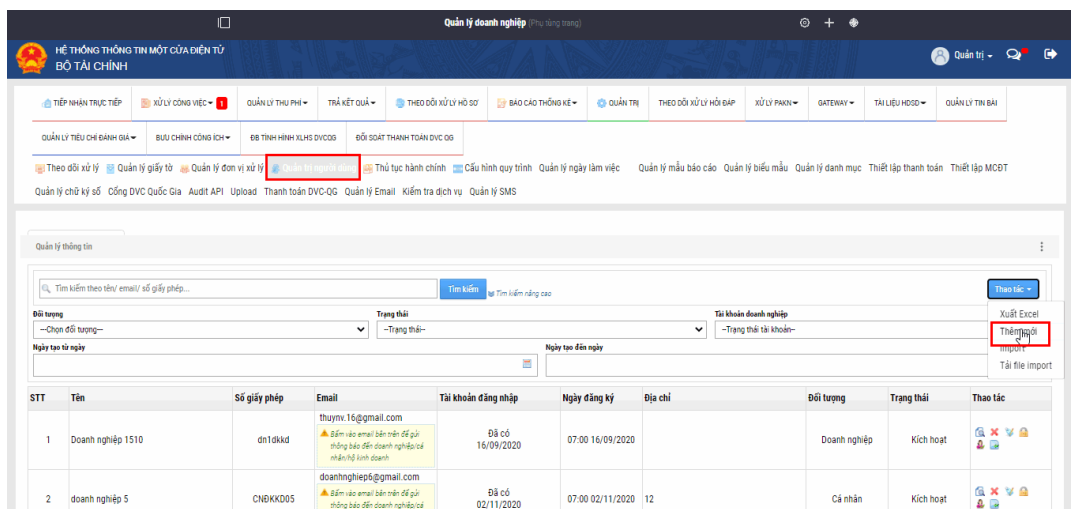 Quản lý doanh nghiệp (Phụ tùng trang)
HỆ THỐNG THÔNG TIN MỘT CỬA ĐIỆN TỬ
BỘ TÀI CHÍNH
Quản trị
TIẾP NHẬN TRỰC TIẾP XỬ LÝ CÔNG VIỆC 1 QUẢN LÝ THU PHÍ TRẢ KẾT QUẢ THEO DÕI XỬ LÝ HỒ SƠ BÁO CÁO THỐNG KÊ QUẢN TRỊ THEO DÕI XỬ LÝ HỎI ĐÁP XỬ LÝ PAKN GATEWAY TÀI LIỆU HDSD QUẢN LÝ TIN BÀI
QUẢN LÝ TIÊU CHÍ ĐÁNH GIÁ BƯU CHÍNH CÔNG ÍCH ĐB TÌNH HÌNH XLHS DVCQG ĐỐI SOÁT THANH TOÁN DVC QG
Theo dõi xử lý Quản lý giấy tờ Quản lý đơn vị xử lý Quản trị người dùng Thủ tục hành chính Cấu hình quy trình Quản lý ngày làm việc Quản lý mẫu báo cáo Quản lý biểu mẫu Quản lý danh mục Thiết lập thanh toán Thiết lập MCĐT
Quản lý chữ ký số Cổng DVC Quốc Gia Audit API Upload Thanh toán DVC-QG Quản lý Email Kiểm tra dịch vụ Quản lý SMS
Quản lý thông tin
Tìm kiếm theo tên/ email/ số giấy phép... Tìm kiếm Tìm kiếm nâng cao Thao tác
Đối tượng Trạng thái Tài khoản doanh nghiệp
---Chọn đối tượng--- --Trạng thái-- --Trạng thái tài khoản--
Xuất Excel
Thêm mới
Import
Tải file import
Ngày tạo từ ngày Ngày tạo đến ngày
STT Tên Số giấy phép Email Tài khoản đăng nhập Ngày đăng ký Địa chỉ Đối tượng Trạng thái Thao tác
1 Doanh nghiệp 1510 dn1dkkd thuynv.16@gmail.com
Bấm vào email bên trên để gửi
thông báo đến doanh nghiệp/cá
nhân/hộ kinh doanh
Đã có
16/09/2020
07:00 16/09/2020 Doanh nghiệp Kích hoạt
2 doanh nghiệp 5 CNĐKKD05 doanhnghiep6@gmail.com
Bấm vào email bên trên để gửi
thông báo đến doanh nghiệp/cá
Đã có
02/11/2020
07:00 02/11/2020 12 Cá nhân Kích hoạt